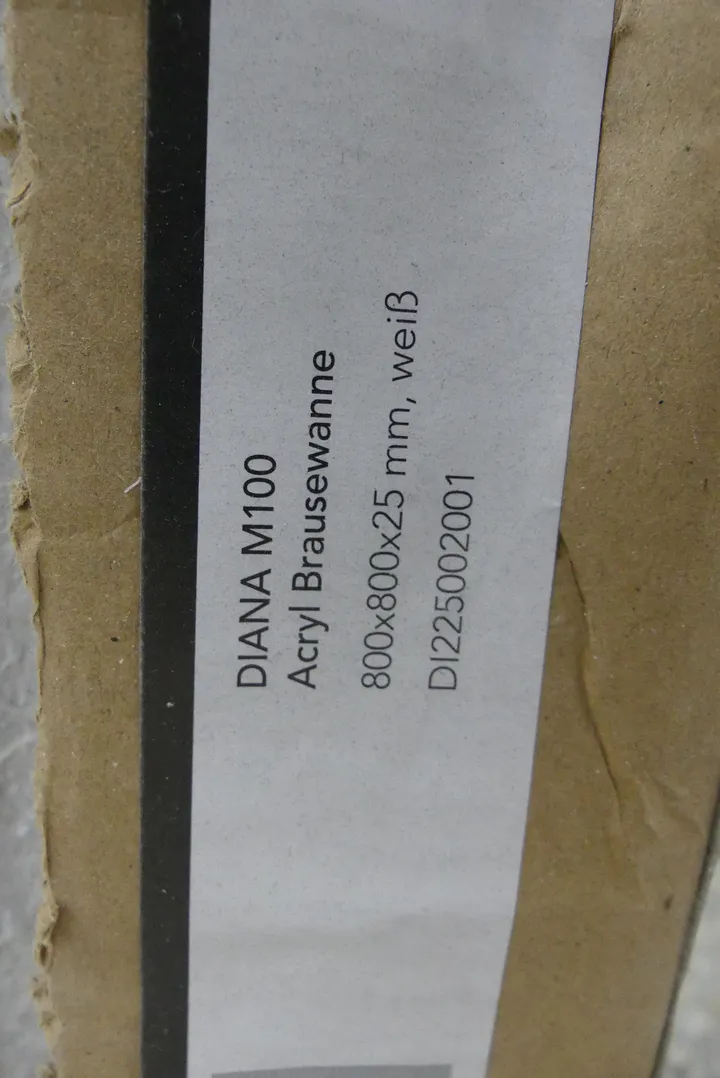 DIANA M100
Acryl Brausewanne
800x800x25 mm, weiß
DI225002001